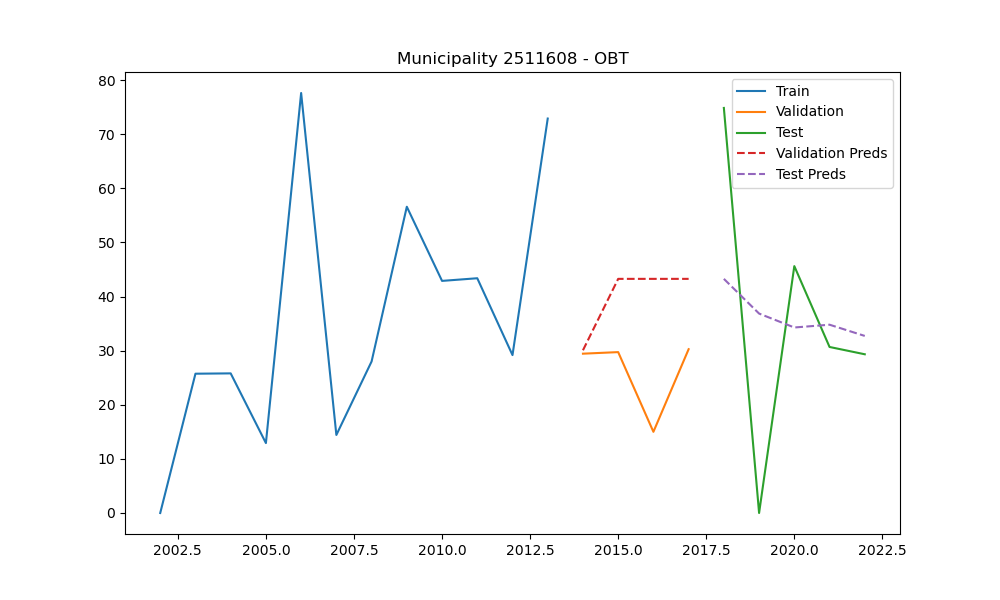 Municipality 2511608 - OBT
Train
Validation
Test
Validation Preds
Test Preds
80
70
60
50
40
30
20
10
0
2002.5 2005.0 2007.5 2010.0 2012.5 2015.0 2017.5 2020.0 2022.5